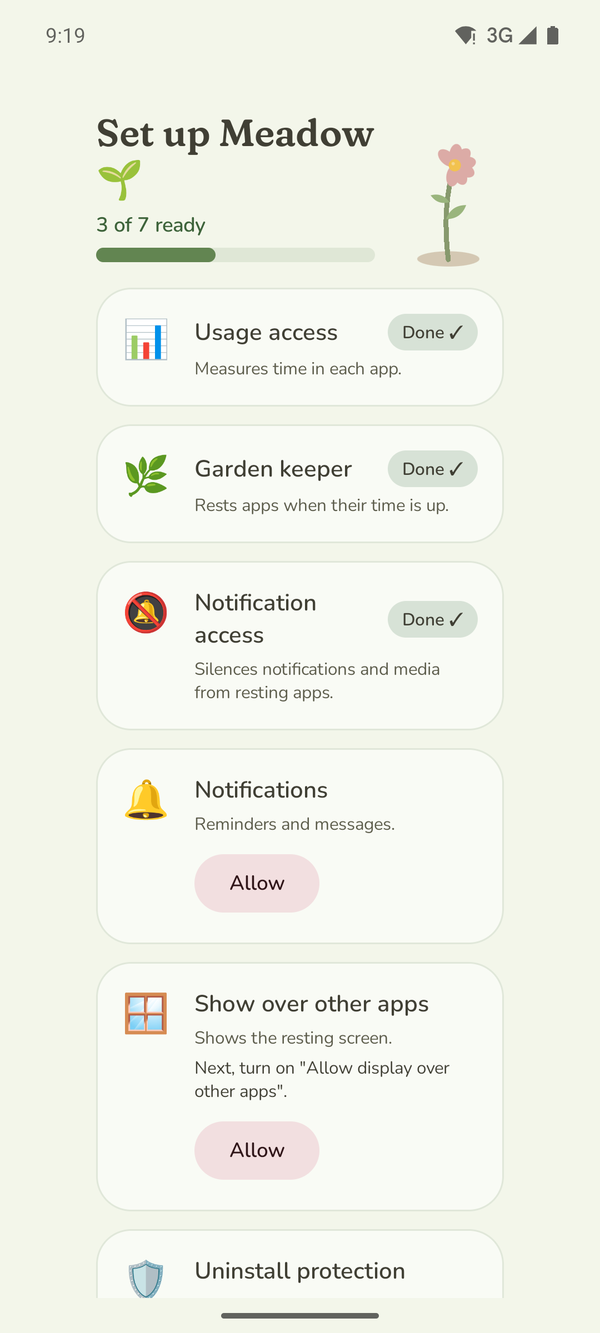 9:19
3G
Set up Meadow
🌱
3 of 7 ready
Usage access
Done ✓
Measures time in each app.
Garden keeper
Done ✓
Rests apps when their time is up.
Notification
access
Done ✓
Silences notifications and media
from resting apps.
Notifications
Reminders and messages.
Allow
Show over other apps
Shows the resting screen.
Next, turn on "Allow display over
other apps".
Allow
Uninstall protection